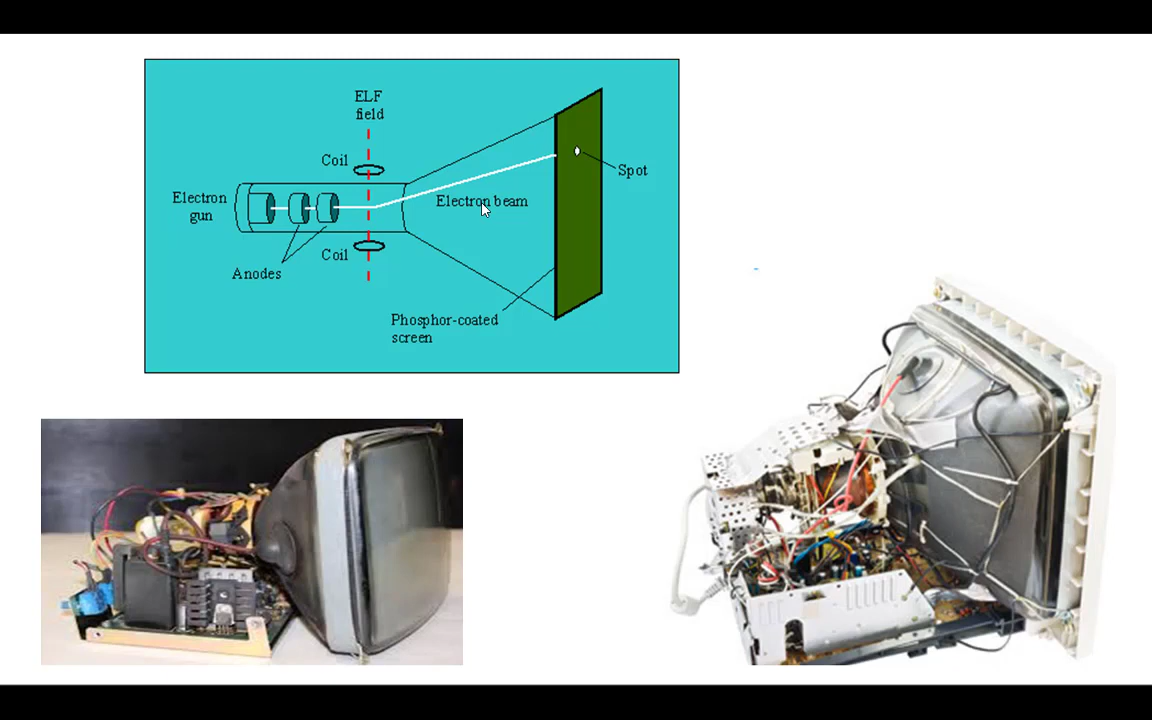 ELF
field
Coil
Spot
Electron
gun
Electron beam
Coil
Anodes
Phosphor-coated
screen